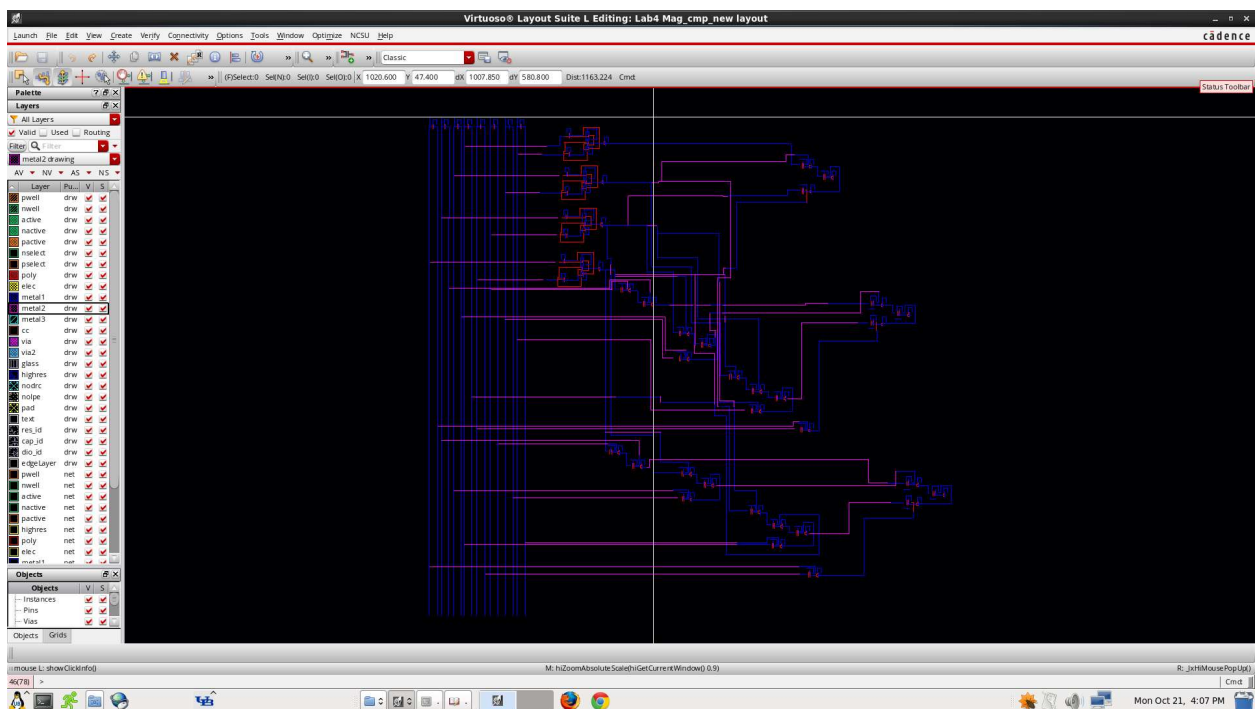 Virtuoso® Layout Suite L Editing: Lab4 Mag_cmp_new layout
Launch File Edit View Create Verify Connectivity Options Tools Window Optimize NCSU Help
cādence
» » » Classic
» (F)Select:0 Sel(N):0 Sel(I):0 Sel(O):0 X 1020.600 Y 47.400 dX 1007.850 dY 580.800 Dist:1163.224 Cmd:
Status Toolbar
Palette
Layers
All Layers
Valid Used Routing
Filter Filter
metal2 drawing
AV NV AS NS
Layer Pu... V S
pwell drw
nwell drw
active drw
nactive drw
pactive drw
nselect drw
pselect drw
poly drw
elec drw
metal1 drw
metal2 drw
metal3 drw
cc drw
via drw
via2 drw
glass drw
highres drw
nodrc drw
nolpe drw
pad drw
text drw
res_id drw
cap_id drw
dio_id drw
edgeLayer drw
pwell net
nwell net
active net
nactive net
pactive net
highres net
poly net
elec net
metal1 net
Objects
Objects V S
Instances
Pins
Vias
Objects Grids
mouse L: showClickInfo()
M: hiZoomAbsoluteScale(hiGetCurrentWindow() 0.9)
R: _lxHiMousePopUp()
46(78) >
Cmd:
Mon Oct 21, 4:07 PM